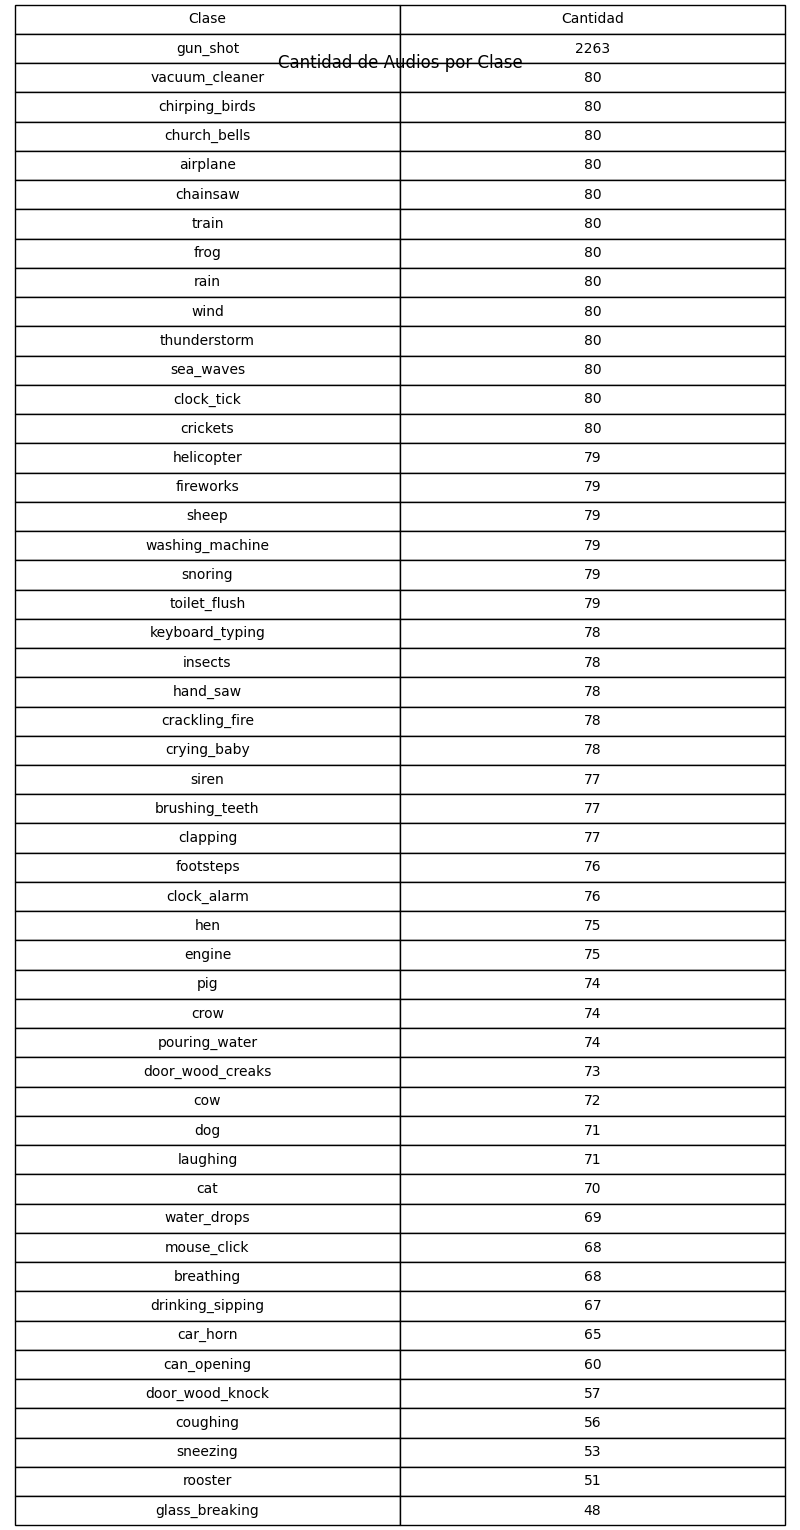 Clase Cantidad
gun_shot 2263
Cantidad de Audios por Clase
vacuum_cleaner 80
chirping_birds 80
church_bells 80
airplane 80
chainsaw 80
train 80
frog 80
rain 80
wind 80
thunderstorm 80
sea_waves 80
clock_tick 80
crickets 80
helicopter 79
fireworks 79
sheep 79
washing_machine 79
snoring 79
toilet_flush 79
keyboard_typing 78
insects 78
hand_saw 78
crackling_fire 78
crying_baby 78
siren 77
brushing_teeth 77
clapping 77
footsteps 76
clock_alarm 76
hen 75
engine 75
pig 74
crow 74
pouring_water 74
door_wood_creaks 73
cow 72
dog 71
laughing 71
cat 70
water_drops 69
mouse_click 68
breathing 68
drinking_sipping 67
car_horn 65
can_opening 60
door_wood_knock 57
coughing 56
sneezing 53
rooster 51
glass_breaking 48